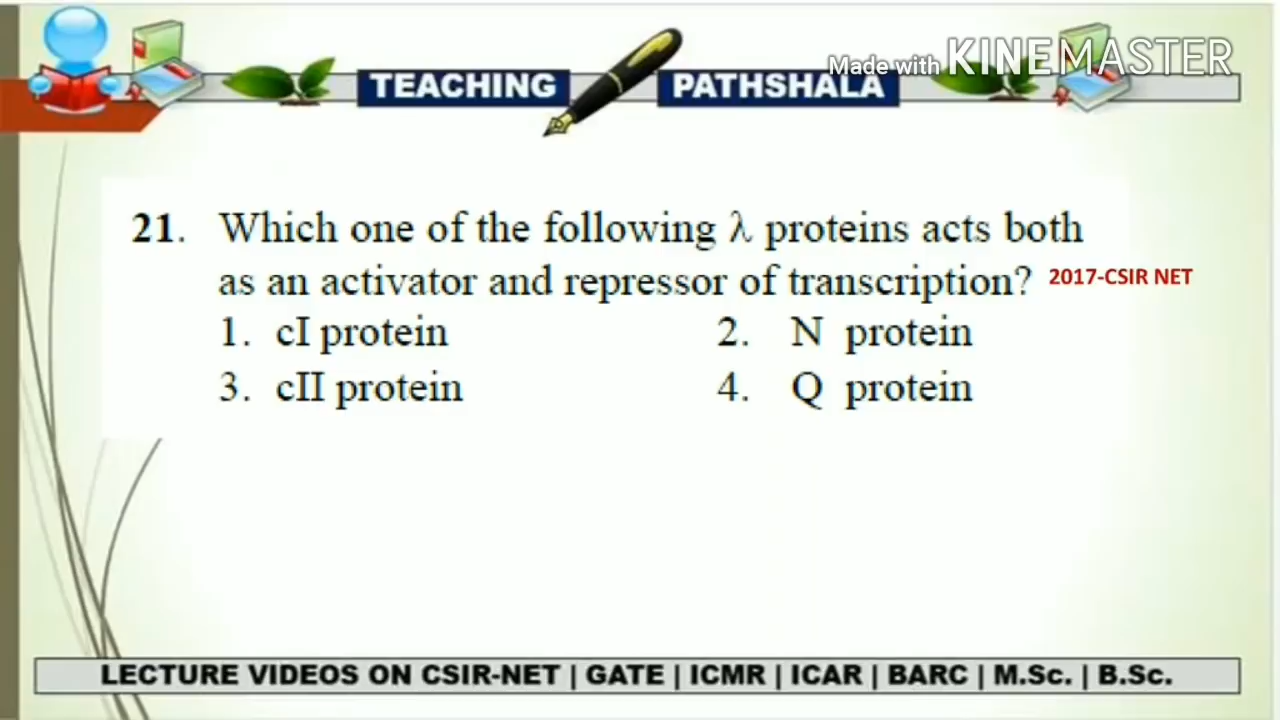 Made with KINEMASTER
TEACHING PATHSHALA
21. Which one of the following λ proteins acts both
as an activator and repressor of transcription? 2017-CSIR NET
1. cI protein 2. N protein
3. cII protein 4. Q protein
LECTURE VIDEOS ON CSIR-NET | GATE | ICMR | ICAR | BARC | M.Sc. | B.Sc.